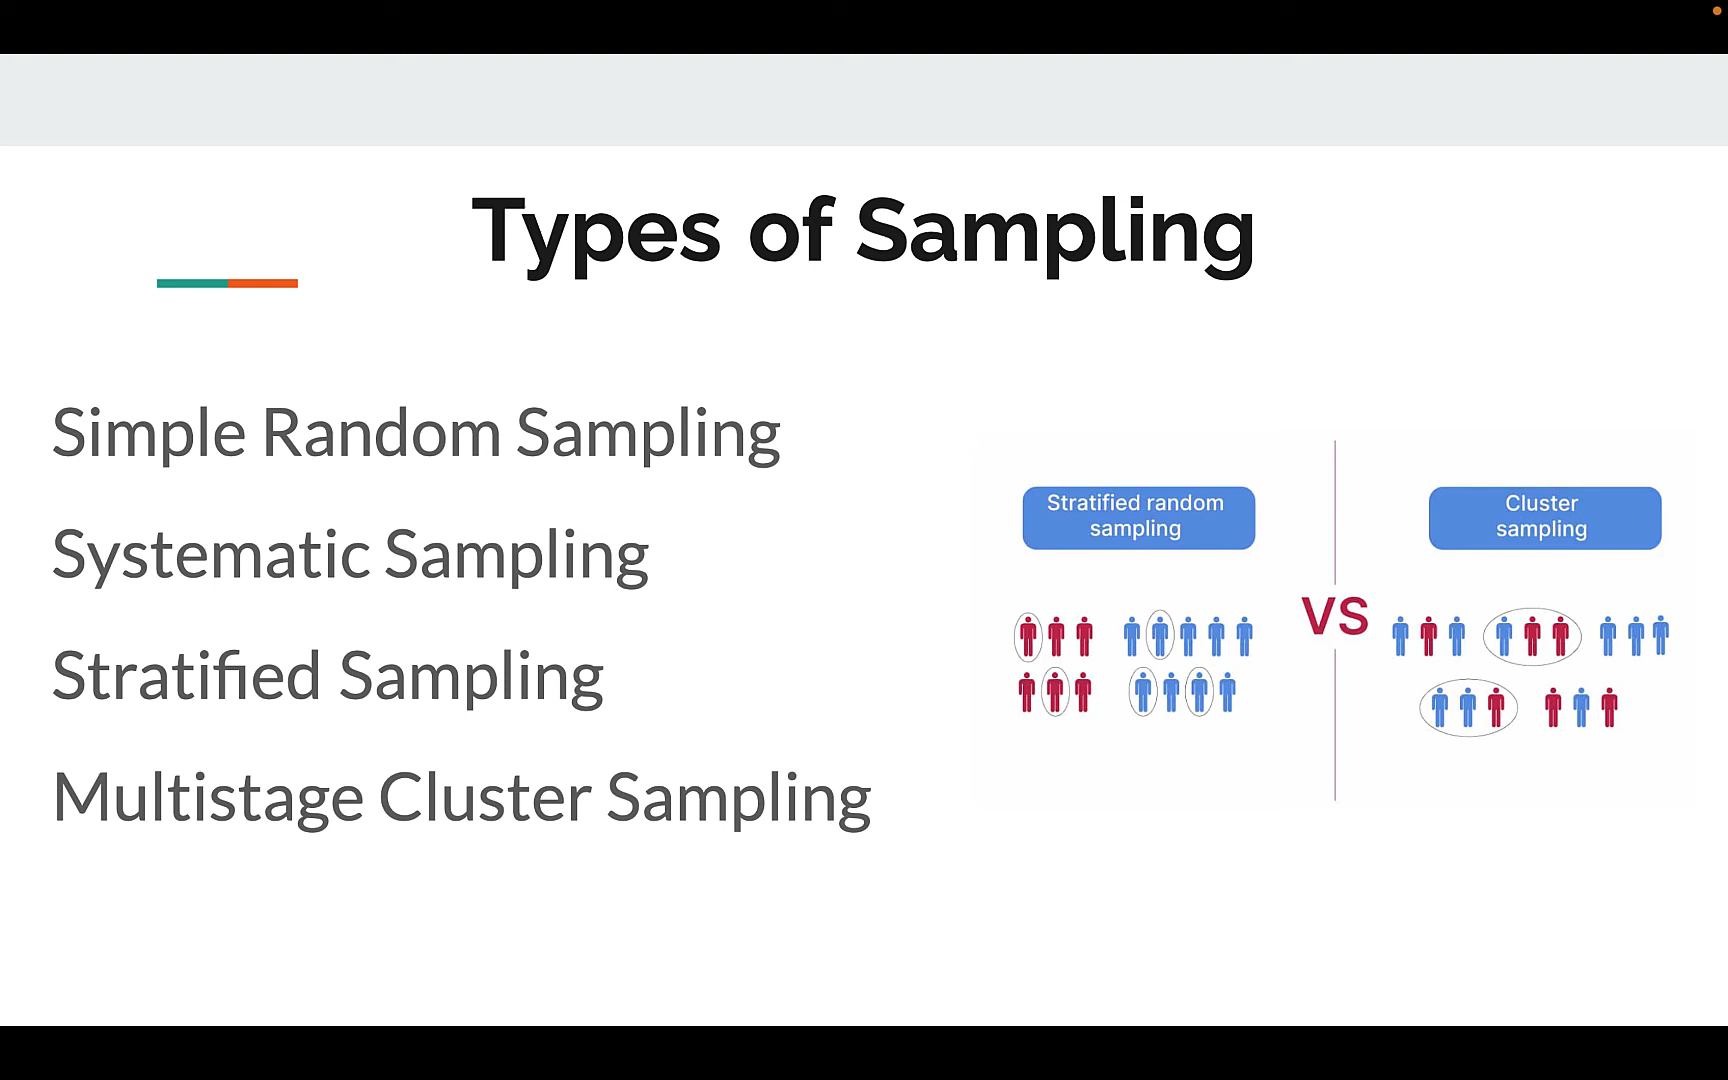 Types of Sampling
Simple Random Sampling
Systematic Sampling
Stratified Sampling
Multistage Cluster Sampling
Stratified random
sampling
VS
Cluster
sampling